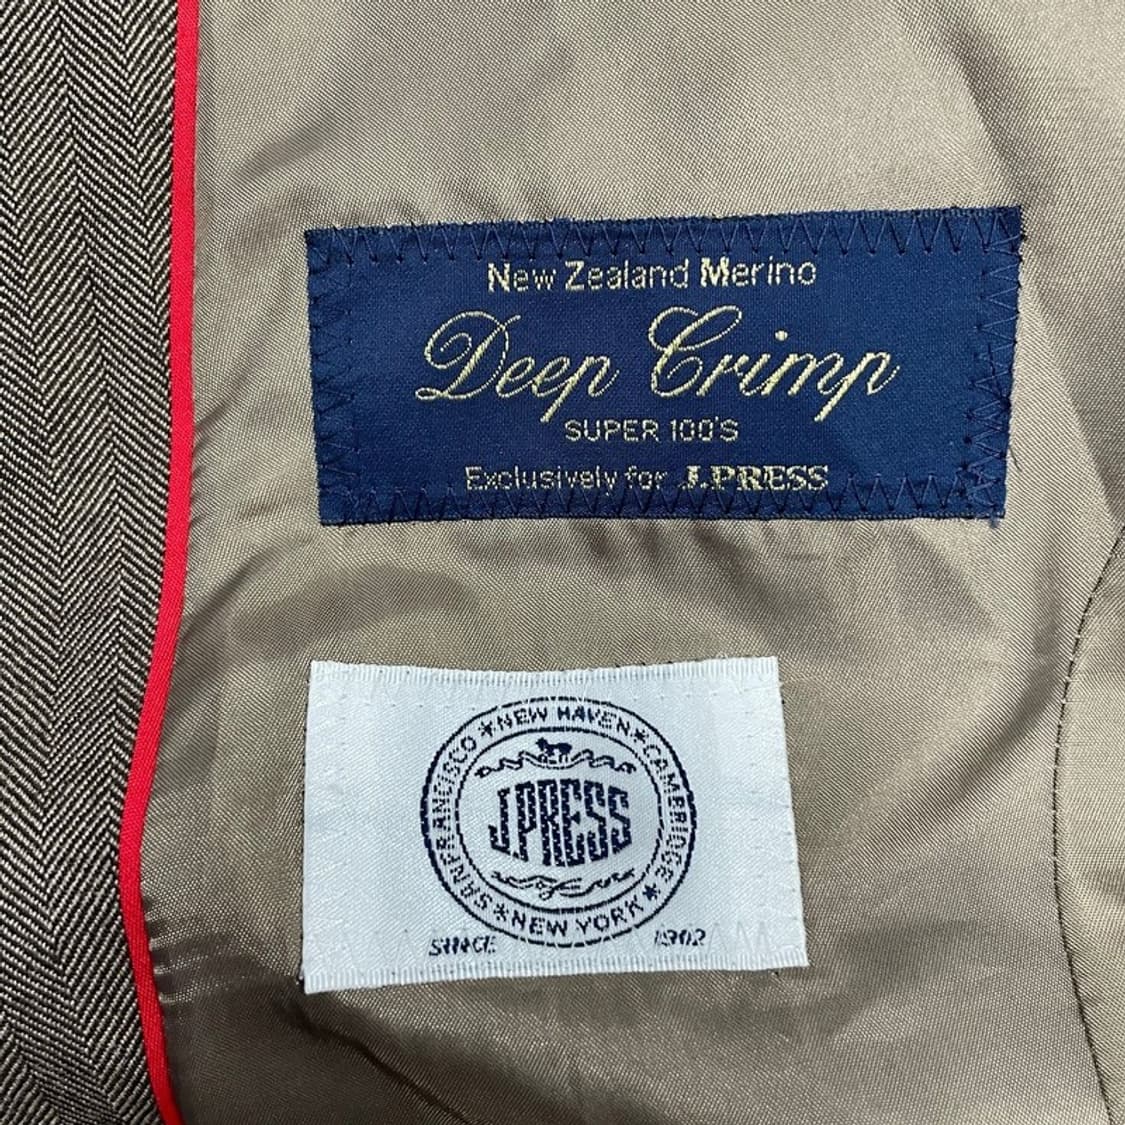 New Zealand Merino
Deep Crimp
SUPER 100'S
Exclusively for J.PRESS
SAN FRANCISCO * NEW HAVEN * CAMBRIDGE * NEW YORK *
J.PRESS
SINCE 1902